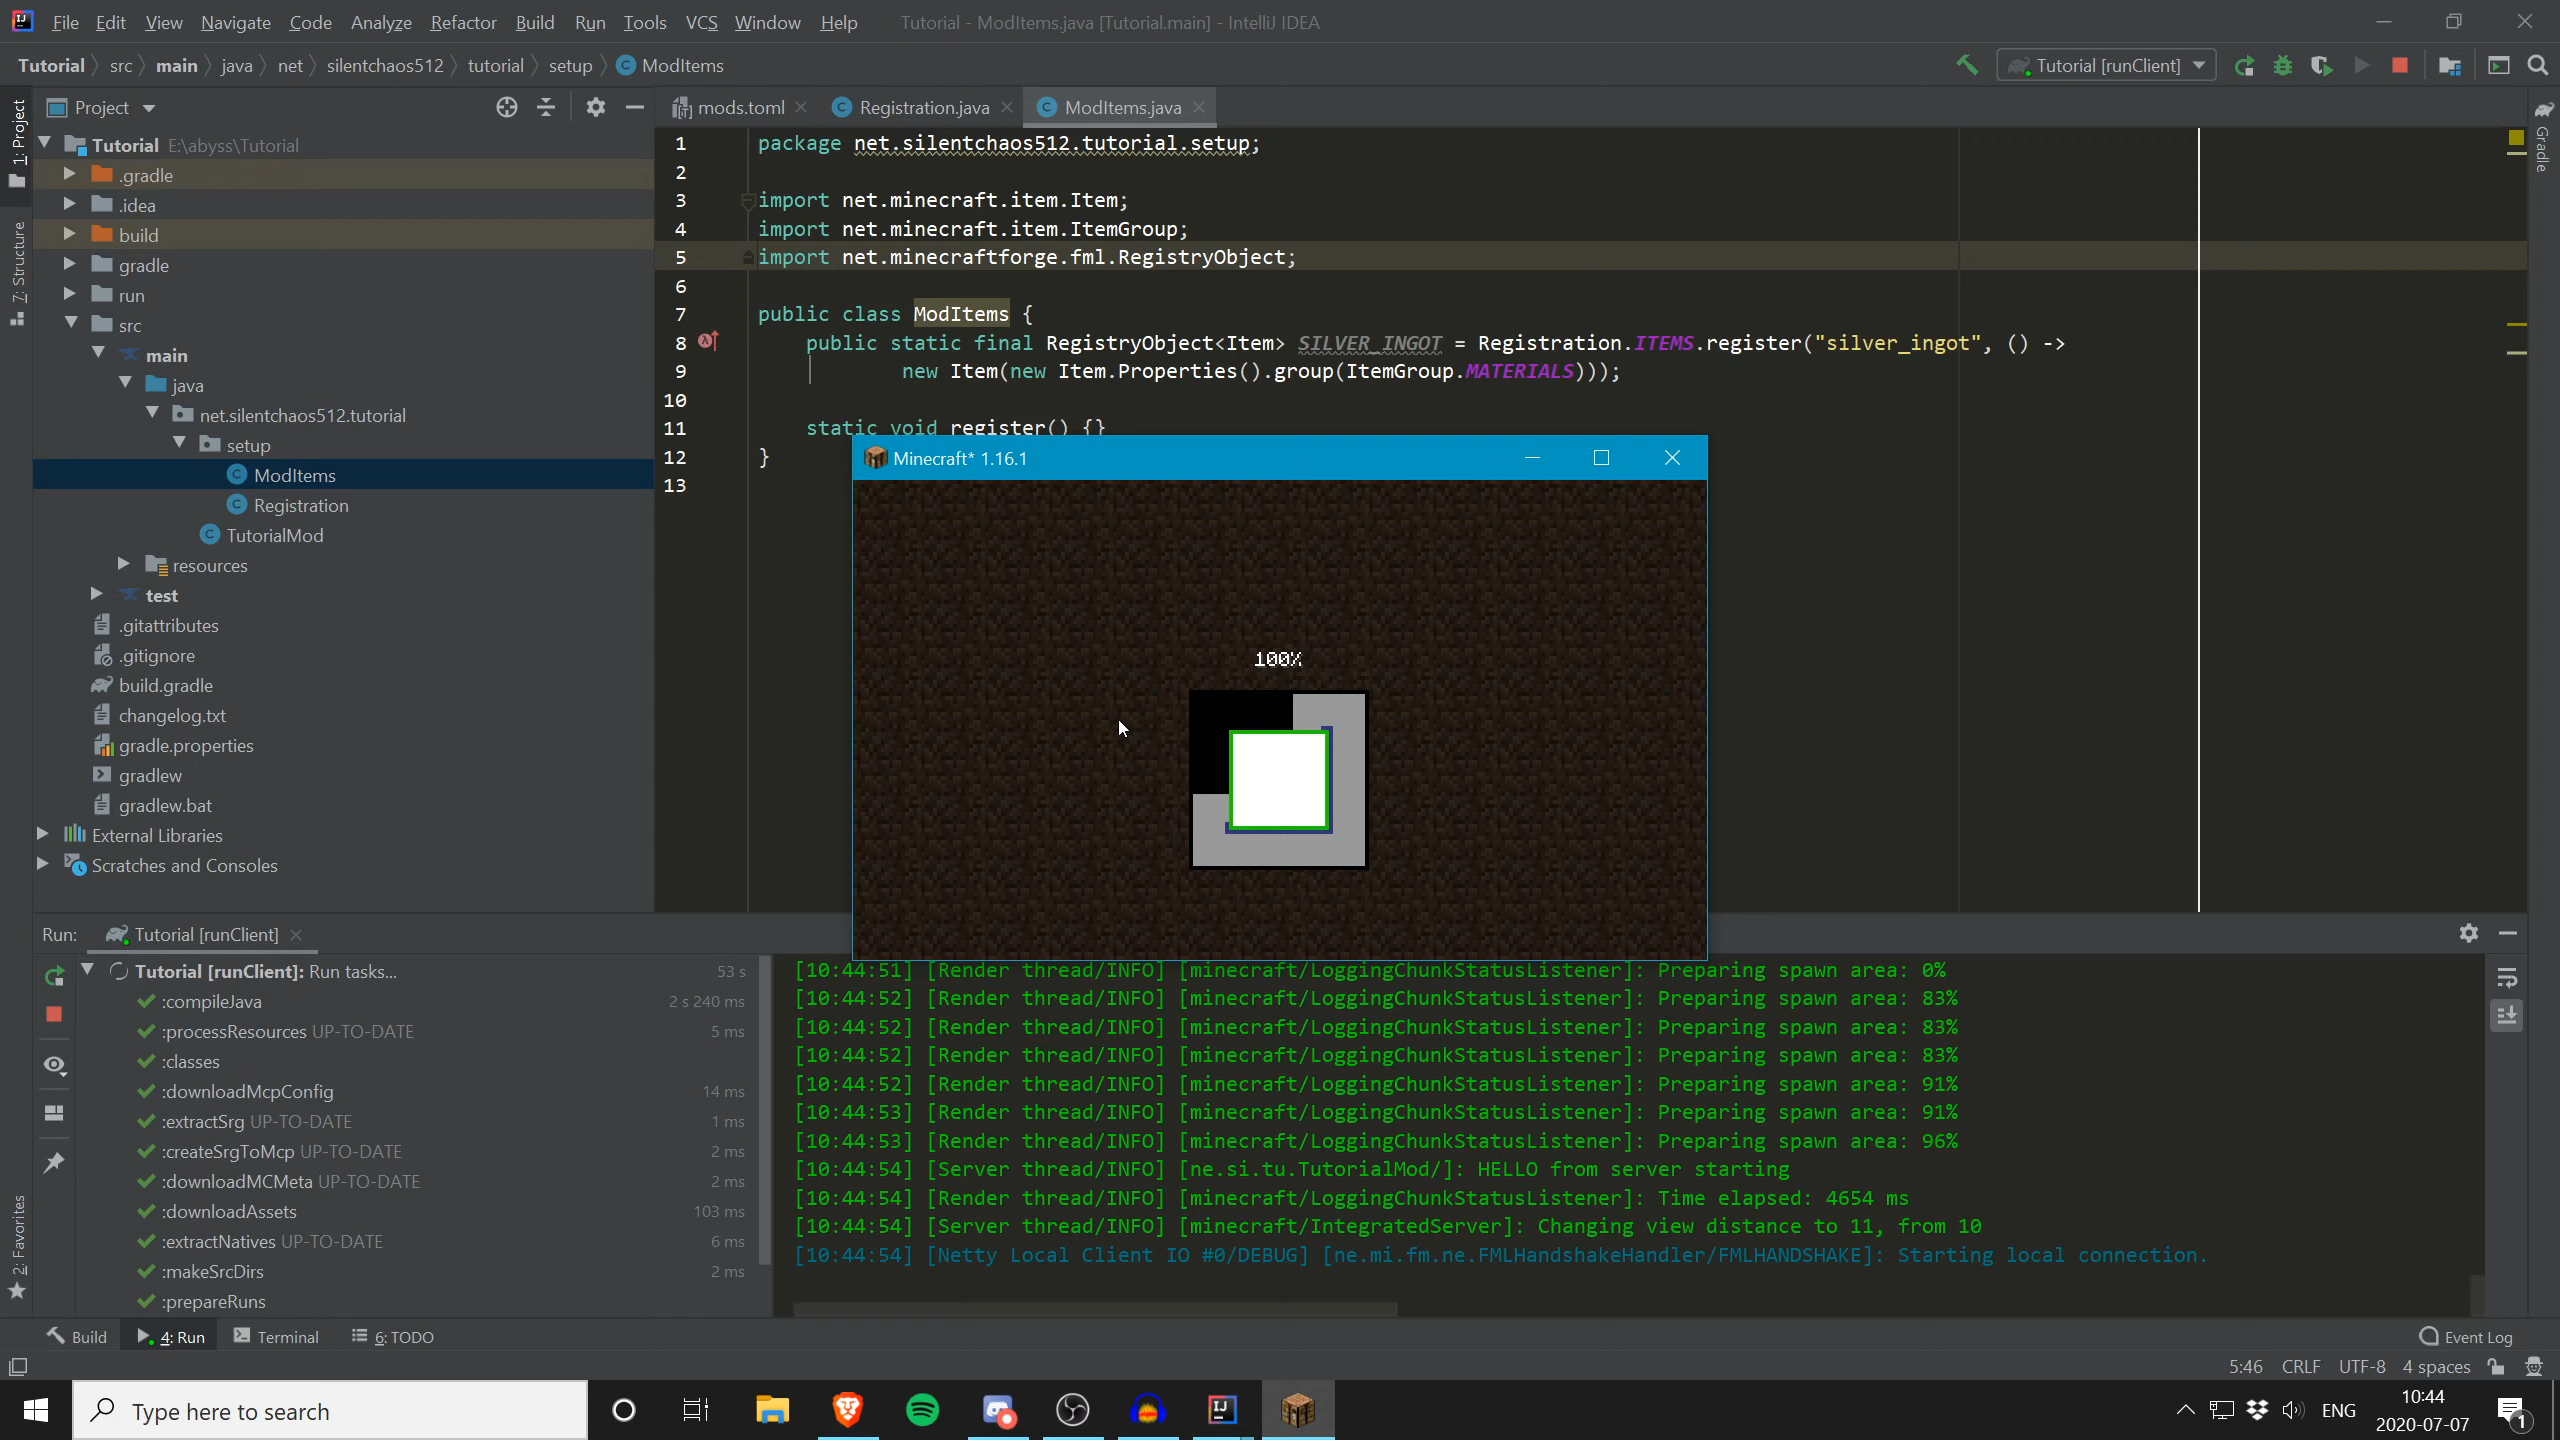 File Edit View Navigate Code Analyze Refactor Build Run Tools VCS Window Help Tutorial - ModItems.java [Tutorial.main] - IntelliJ IDEA
Tutorial src main java net silentchaos512 tutorial setup ModItems Tutorial [runClient]
1: Project
7: Structure
2: Favorites
Gradle
Project
Tutorial E:\abyss\Tutorial
.gradle
.idea
build
gradle
run
src
main
java
net.silentchaos512.tutorial
setup
ModItems
Registration
TutorialMod
resources
test
.gitattributes
.gitignore
build.gradle
changelog.txt
gradle.properties
gradlew
gradlew.bat
External Libraries
Scratches and Consoles
mods.toml Registration.java ModItems.java
1 package net.silentchaos512.tutorial.setup;
2
3 import net.minecraft.item.Item;
4 import net.minecraft.item.ItemGroup;
5 import net.minecraftforge.fml.RegistryObject;
6
7 public class ModItems {
8 public static final RegistryObject<Item> SILVER_INGOT = Registration.ITEMS.register("silver_ingot", () ->
9 new Item(new Item.Properties().group(ItemGroup.MATERIALS)));
10
11 static void register() {}
12 }
13
Minecraft* 1.16.1
100%
Run: Tutorial [runClient]
Tutorial [runClient]: Run tasks... 53 s
:compileJava 2 s 240 ms
:processResources UP-TO-DATE 5 ms
:classes
:downloadMcpConfig 14 ms
:extractSrg UP-TO-DATE 1 ms
:createSrgToMcp UP-TO-DATE 2 ms
:downloadMCMeta UP-TO-DATE 2 ms
:downloadAssets 103 ms
:extractNatives UP-TO-DATE 6 ms
:makeSrcDirs 2 ms
:prepareRuns
[10:44:51] [Render thread/INFO] [minecraft/LoggingChunkStatusListener]: Preparing spawn area: 0%
[10:44:52] [Render thread/INFO] [minecraft/LoggingChunkStatusListener]: Preparing spawn area: 83%
[10:44:52] [Render thread/INFO] [minecraft/LoggingChunkStatusListener]: Preparing spawn area: 83%
[10:44:52] [Render thread/INFO] [minecraft/LoggingChunkStatusListener]: Preparing spawn area: 83%
[10:44:52] [Render thread/INFO] [minecraft/LoggingChunkStatusListener]: Preparing spawn area: 91%
[10:44:53] [Render thread/INFO] [minecraft/LoggingChunkStatusListener]: Preparing spawn area: 91%
[10:44:53] [Render thread/INFO] [minecraft/LoggingChunkStatusListener]: Preparing spawn area: 96%
[10:44:54] [Server thread/INFO] [ne.si.tu.TutorialMod/]: HELLO from server starting
[10:44:54] [Render thread/INFO] [minecraft/LoggingChunkStatusListener]: Time elapsed: 4654 ms
[10:44:54] [Server thread/INFO] [minecraft/IntegratedServer]: Changing view distance to 11, from 10
[10:44:54] [Netty Local Client IO #0/DEBUG] [ne.mi.fm.ne.FMLHandshakeHandler/FMLHANDSHAKE]: Starting local connection.
Build 4: Run Terminal 6: TODO Event Log
5:46 CRLF UTF-8 4 spaces
Type here to search
ENG
10:44
2020-07-07
1